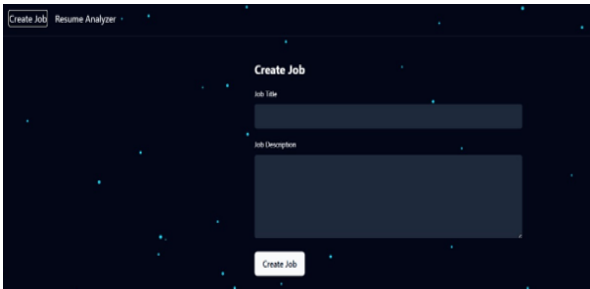 Create Job Resume Analyzer
Create Job
Job Title
Job Description
Create Job